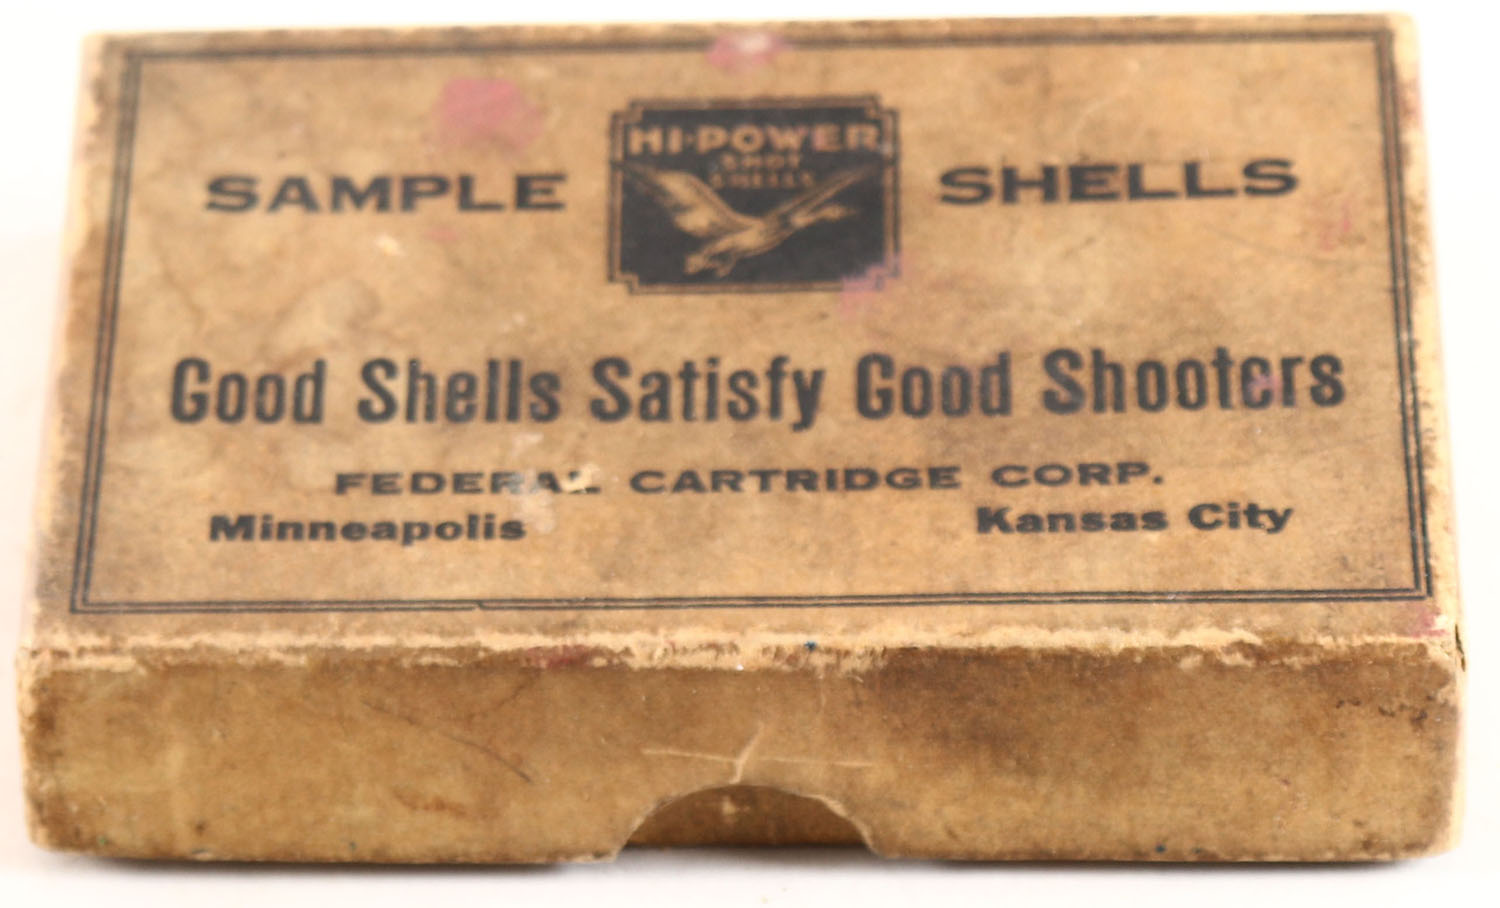 SAMPLE HI-POWER SHELLS
SHOT
SHELLS
Good Shells Satisfy Good Shooters
FEDERAL CARTRIDGE CORP.
Minneapolis Kansas City